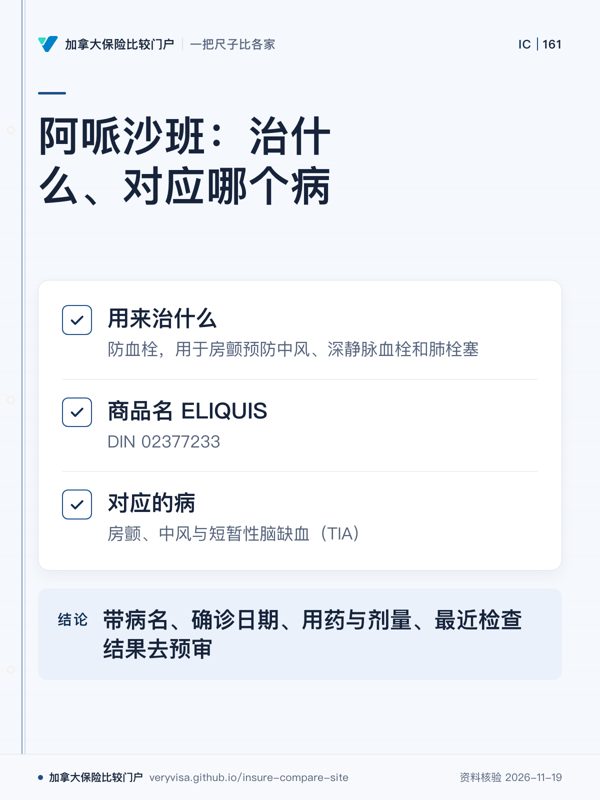 加拿大保险比较门户 | 一把尺子比各家
IC | 161
阿哌沙班：治什
么、对应哪个病
用来治什么
防血栓，用于房颤预防中风、深静脉血栓和肺栓塞
商品名 ELIQUIS
DIN 02377233
对应的病
房颤、中风与短暂性脑缺血（TIA）
结论 带病名、确诊日期、用药与剂量、最近检查
结果去预审
加拿大保险比较门户 veryvisa.github.io/insure-compare-site
资料核验 2026-11-19